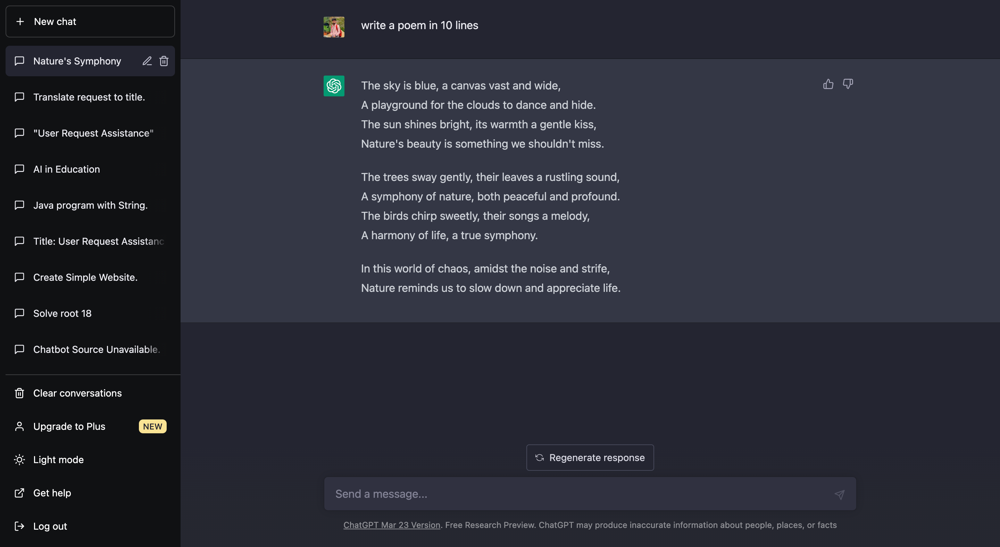 New chat
Nature's Symphony
Translate request to title.
"User Request Assistance"
AI in Education
Java program with String.
Title: User Request Assistanc
Create Simple Website.
Solve root 18
Chatbot Source Unavailable.
Clear conversations
Upgrade to Plus NEW
Light mode
Get help
Log out
write a poem in 10 lines
The sky is blue, a canvas vast and wide,
A playground for the clouds to dance and hide.
The sun shines bright, its warmth a gentle kiss,
Nature's beauty is something we shouldn't miss.
The trees sway gently, their leaves a rustling sound,
A symphony of nature, both peaceful and profound.
The birds chirp sweetly, their songs a melody,
A harmony of life, a true symphony.
In this world of chaos, amidst the noise and strife,
Nature reminds us to slow down and appreciate life.
Regenerate response
Send a message...
ChatGPT Mar 23 Version. Free Research Preview. ChatGPT may produce inaccurate information about people, places, or facts